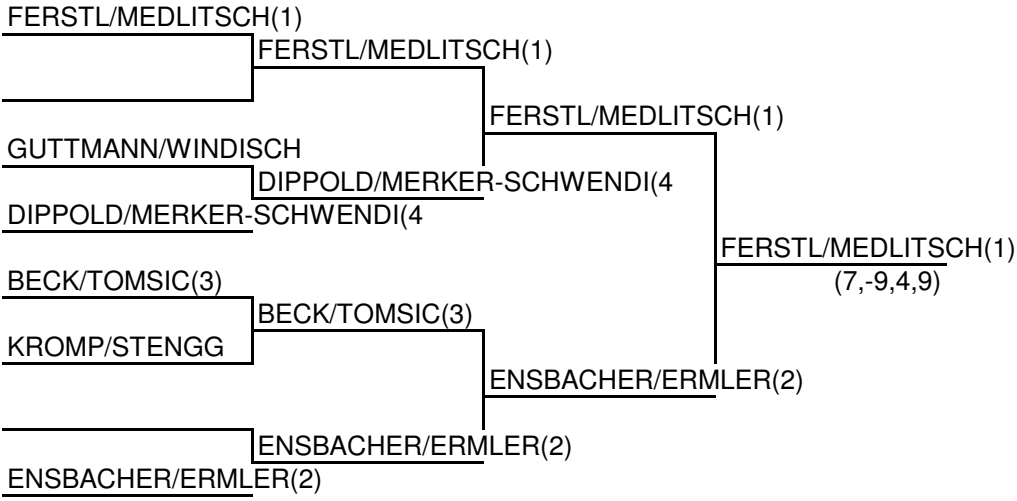 FERSTL/MEDLITSCH(1)
FERSTL/MEDLITSCH(1)
FERSTL/MEDLITSCH(1)
GUTTMANN/WINDISCH
DIPPOLD/MERKER-SCHWENDI(4
DIPPOLD/MERKER-SCHWENDI(4
FERSTL/MEDLITSCH(1)
BECK/TOMSIC(3)
(7,-9,4,9)
BECK/TOMSIC(3)
KROMP/STENGG
ENSBACHER/ERMLER(2)
ENSBACHER/ERMLER(2)
ENSBACHER/ERMLER(2)